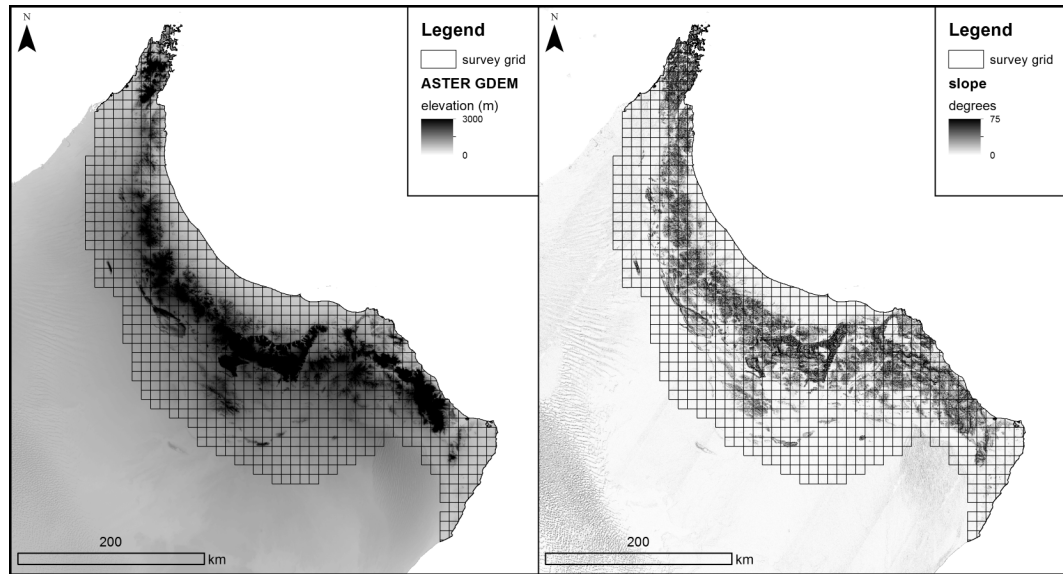 N
Legend
survey grid
ASTER GDEM
elevation (m)
3000
0
200
km
N
Legend
survey grid
slope
degrees
75
0
200
km